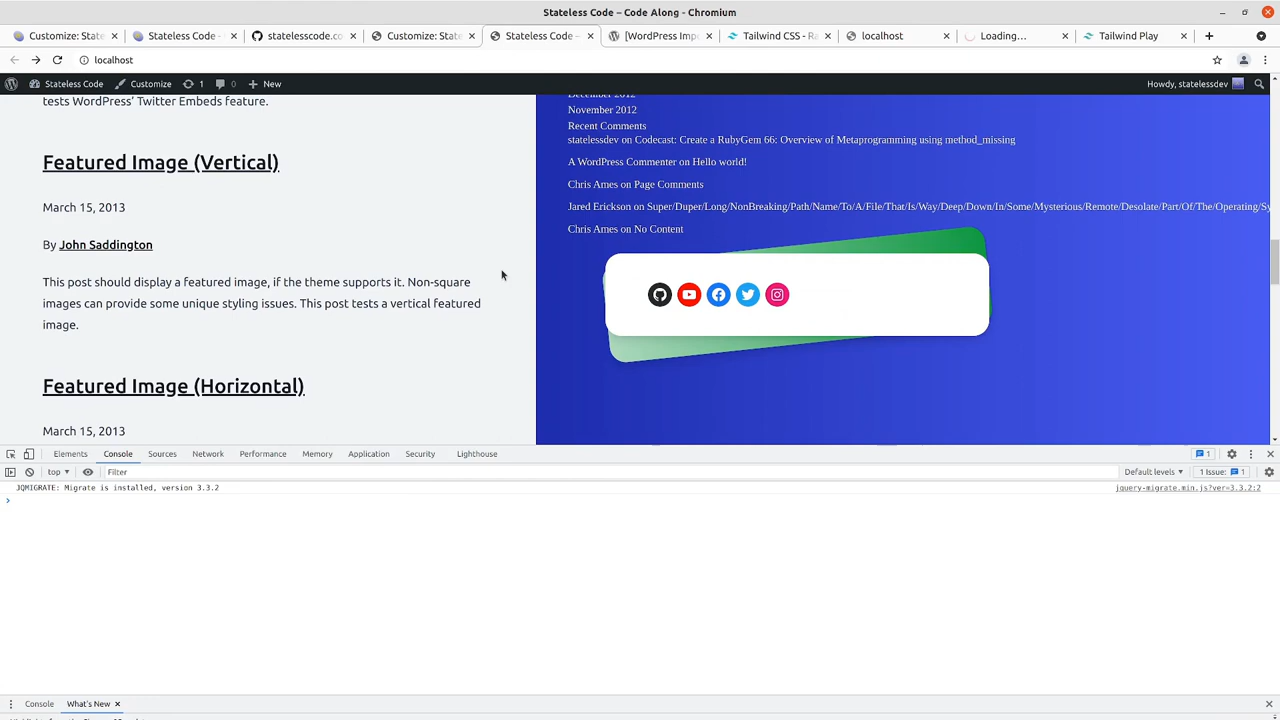 Stateless Code – Code Along - Chromium
Customize: State
Stateless Code -
statelesscode.co
Customize: State
Stateless Code –
[WordPress Impo
Tailwind CSS - Ra
localhost
Loading…
Tailwind Play
localhost
Stateless Code
Customize
1
0
New
Howdy, statelessdev
tests WordPress’ Twitter Embeds feature.
Featured Image (Vertical)
March 15, 2013
By John Saddington
This post should display a featured image, if the theme supports it. Non-square
images can provide some unique styling issues. This post tests a vertical featured
image.
Featured Image (Horizontal)
March 15, 2013
December 2012
November 2012
Recent Comments
statelessdev on Codecast: Create a RubyGem 66: Overview of Metaprogramming using method_missing
A WordPress Commenter on Hello world!
Chris Ames on Page Comments
Jared Erickson on Super/Duper/Long/NonBreaking/Path/Name/To/A/File/That/Is/Way/Deep/Down/In/Some/Mysterious/Remote/Desolate/Part/Of/The/Operating/Sy
Chris Ames on No Content
Elements
Console
Sources
Network
Performance
Memory
Application
Security
Lighthouse
1
top
Filter
Default levels
1 Issue:
1
JQMIGRATE: Migrate is installed, version 3.3.2
jquery-migrate.min.js?ver=3.3.2:2
Console
What's New